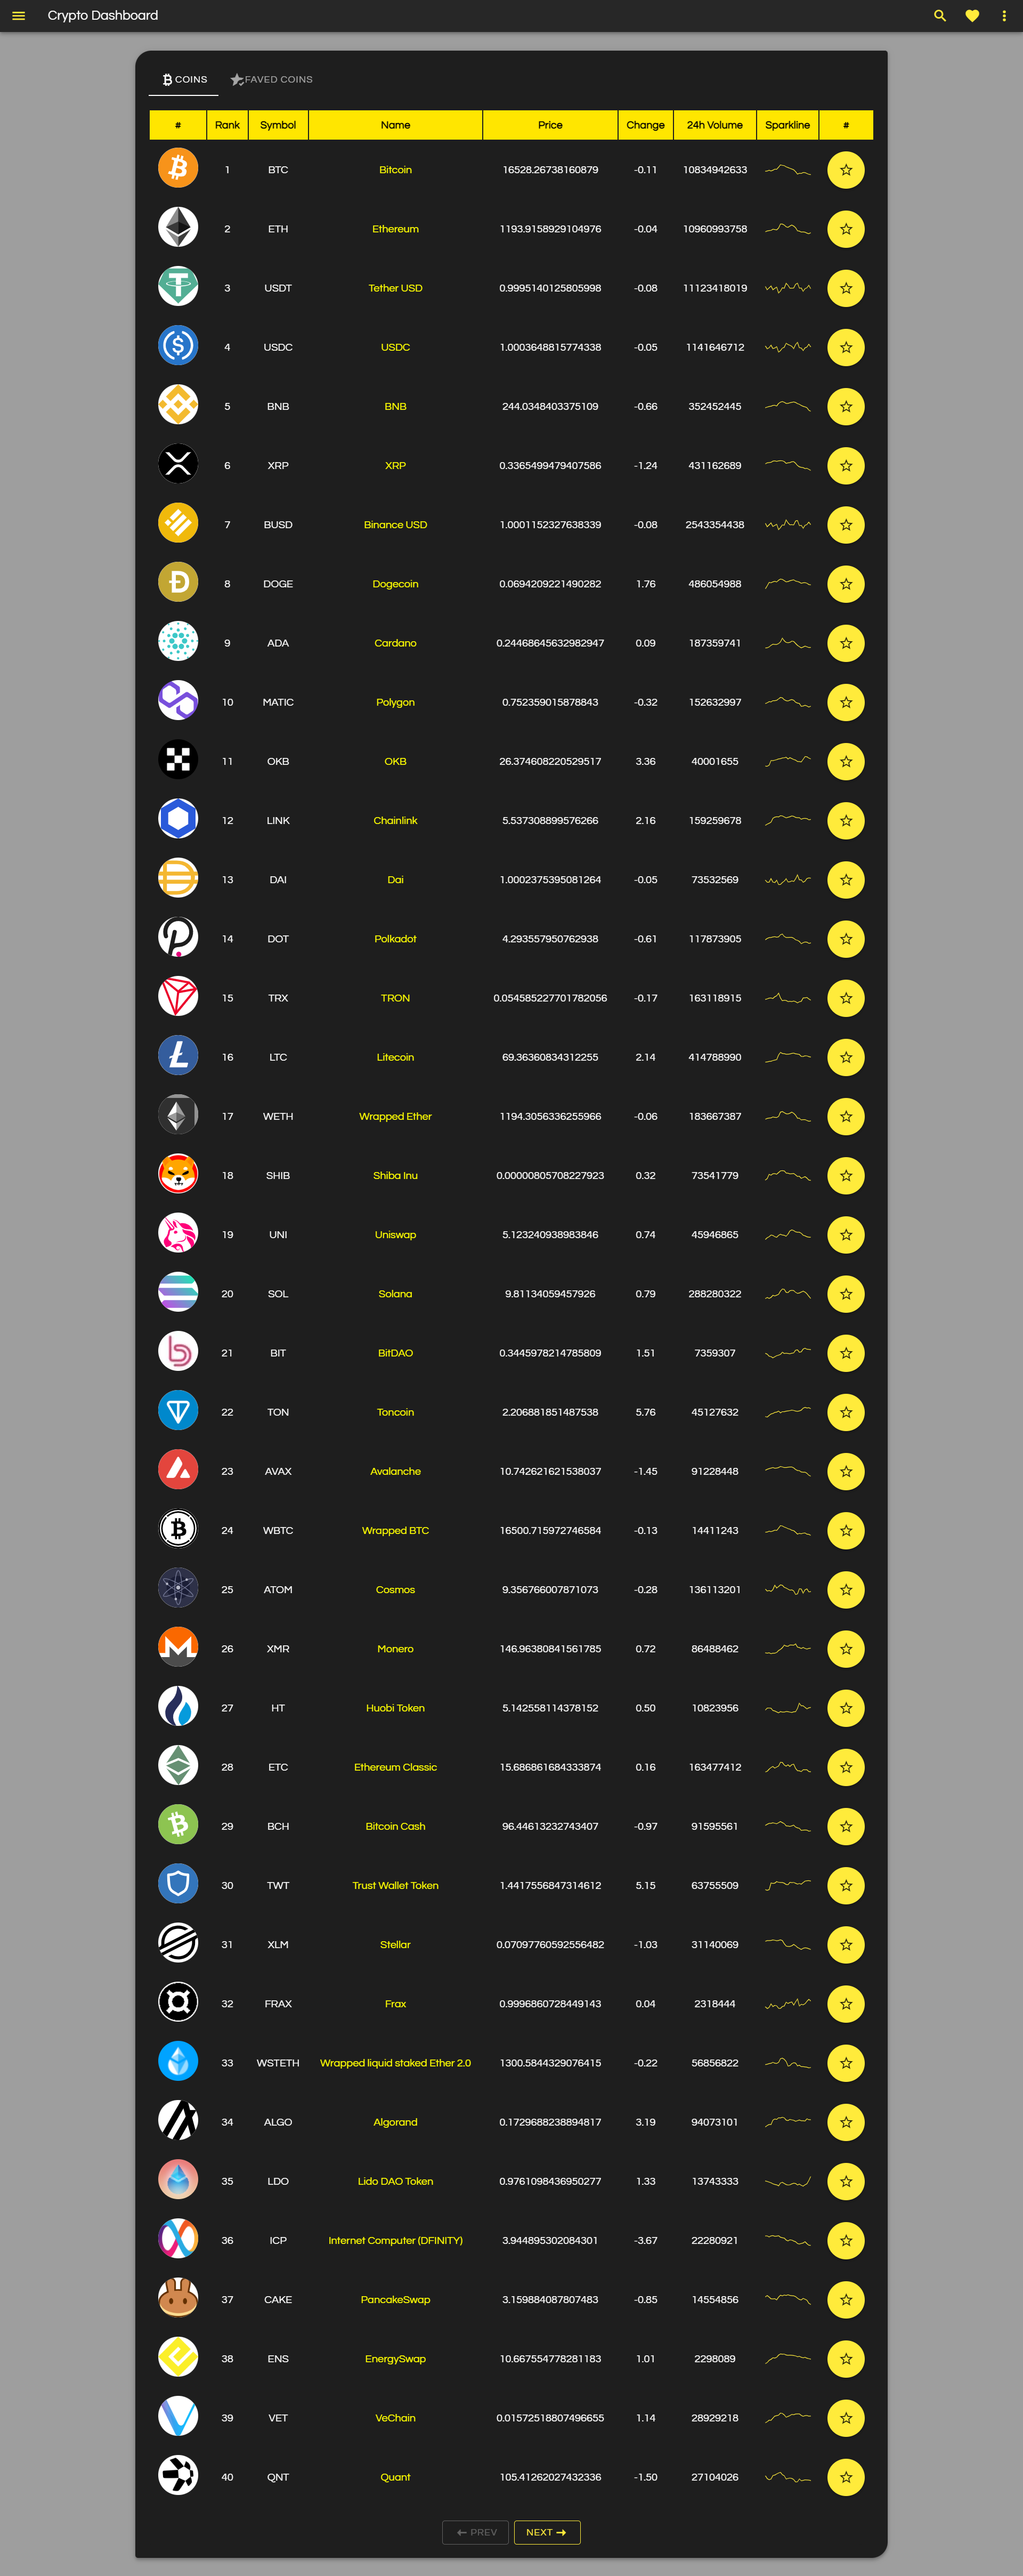 Crypto Dashboard
COINS FAVED COINS
# Rank Symbol Name Price Change 24h Volume Sparkline #
1 BTC Bitcoin 16528.26738160879 -0.11 10834942633
2 ETH Ethereum 1193.9158929104976 -0.04 10960993758
3 USDT Tether USD 0.9995140125805998 -0.08 11123418019
4 USDC USDC 1.0003648815774338 -0.05 1141646712
5 BNB BNB 244.0348403375109 -0.66 352452445
6 XRP XRP 0.3365499479407586 -1.24 431162689
7 BUSD Binance USD 1.0001152327638339 -0.08 2543354438
8 DOGE Dogecoin 0.0694209221490282 1.76 486054988
9 ADA Cardano 0.24468645632982947 0.09 187359741
10 MATIC Polygon 0.752359015878843 -0.32 152632997
11 OKB OKB 26.374608220529517 3.36 40001655
12 LINK Chainlink 5.537308899576266 2.16 159259678
13 DAI Dai 1.0002375395081264 -0.05 73532569
14 DOT Polkadot 4.293557950762938 -0.61 117873905
15 TRX TRON 0.054585227701782056 -0.17 163118915
16 LTC Litecoin 69.36360834312255 2.14 414788990
17 WETH Wrapped Ether 1194.3056336255966 -0.06 183667387
18 SHIB Shiba Inu 0.00000805708227923 0.32 73541779
19 UNI Uniswap 5.123240938983846 0.74 45946865
20 SOL Solana 9.81134059457926 0.79 288280322
21 BIT BitDAO 0.3445978214785809 1.51 7359307
22 TON Toncoin 2.206881851487538 5.76 45127632
23 AVAX Avalanche 10.742621621538037 -1.45 91228448
24 WBTC Wrapped BTC 16500.715972746584 -0.13 14411243
25 ATOM Cosmos 9.356766007871073 -0.28 136113201
26 XMR Monero 146.96380841561785 0.72 86488462
27 HT Huobi Token 5.142558114378152 0.50 10823956
28 ETC Ethereum Classic 15.686861684333874 0.16 163477412
29 BCH Bitcoin Cash 96.44613232743407 -0.97 91595561
30 TWT Trust Wallet Token 1.4417556847314612 5.15 63755509
31 XLM Stellar 0.07097760592556482 -1.03 31140069
32 FRAX Frax 0.9996860728449143 0.04 2318444
33 WSTETH Wrapped liquid staked Ether 2.0 1300.5844329076415 -0.22 56856822
34 ALGO Algorand 0.1729688238894817 3.19 94073101
35 LDO Lido DAO Token 0.9761098436950277 1.33 13743333
36 ICP Internet Computer (DFINITY) 3.944895302084301 -3.67 22280921
37 CAKE PancakeSwap 3.159884087807483 -0.85 14554856
38 ENS EnergySwap 10.667554778281183 1.01 2298089
39 VET VeChain 0.01572518807496655 1.14 28929218
40 QNT Quant 105.41262027432336 -1.50 27104026
PREV NEXT